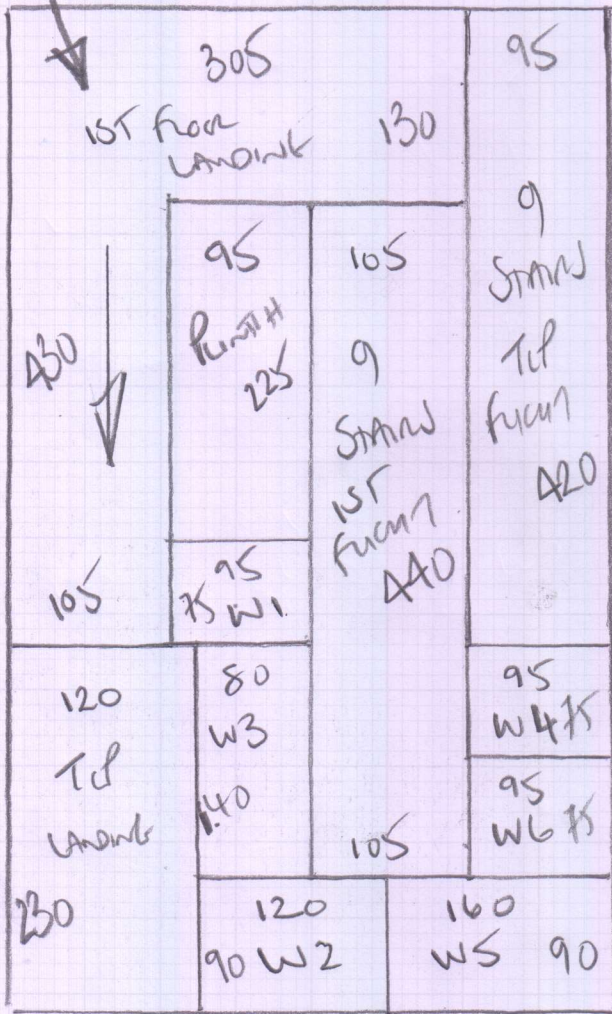 305
1ST FLOOR
LANDING
130
95
9
STAIRS
TOP
FLIGHT
420
95
PLINTH
225
105
9
STAIRS
1ST
FLIGHT
440
430
105
95
75 W1
120
TOP
LANDING
230
80
W3
140
105
95
W4 75
95
W6 75
120
90 W2
160
W5 90